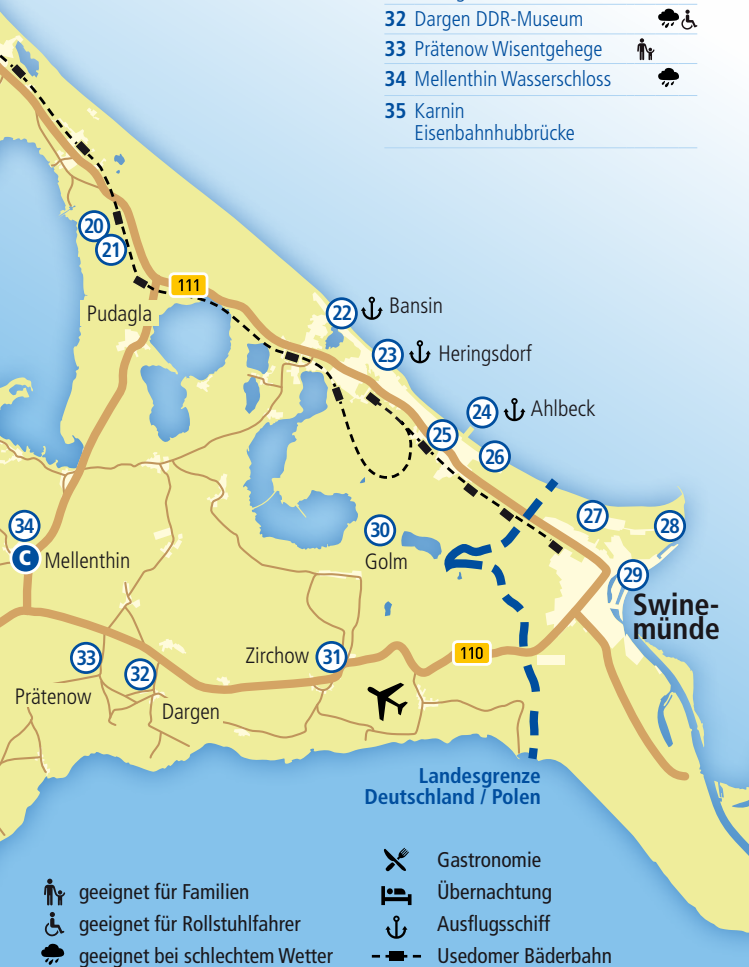 32 Dargen DDR-Museum
33 Prätenow Wisentgehege
34 Mellenthin Wasserschloss
35 Karnin
Eisenbahnhubbrücke
20
21
111
Pudagla
22 Bansin
23 Heringsdorf
24 Ahlbeck
25
26
27
28
34
30
C Mellenthin
Golm
29
Swine-
münde
33
Zirchow 31
110
32
Prätenow
Dargen
Landesgrenze
Deutschland / Polen
Gastronomie
geeignet für Familien
Übernachtung
geeignet für Rollstuhlfahrer
Ausflugsschiff
geeignet bei schlechtem Wetter
Usedomer Bäderbahn